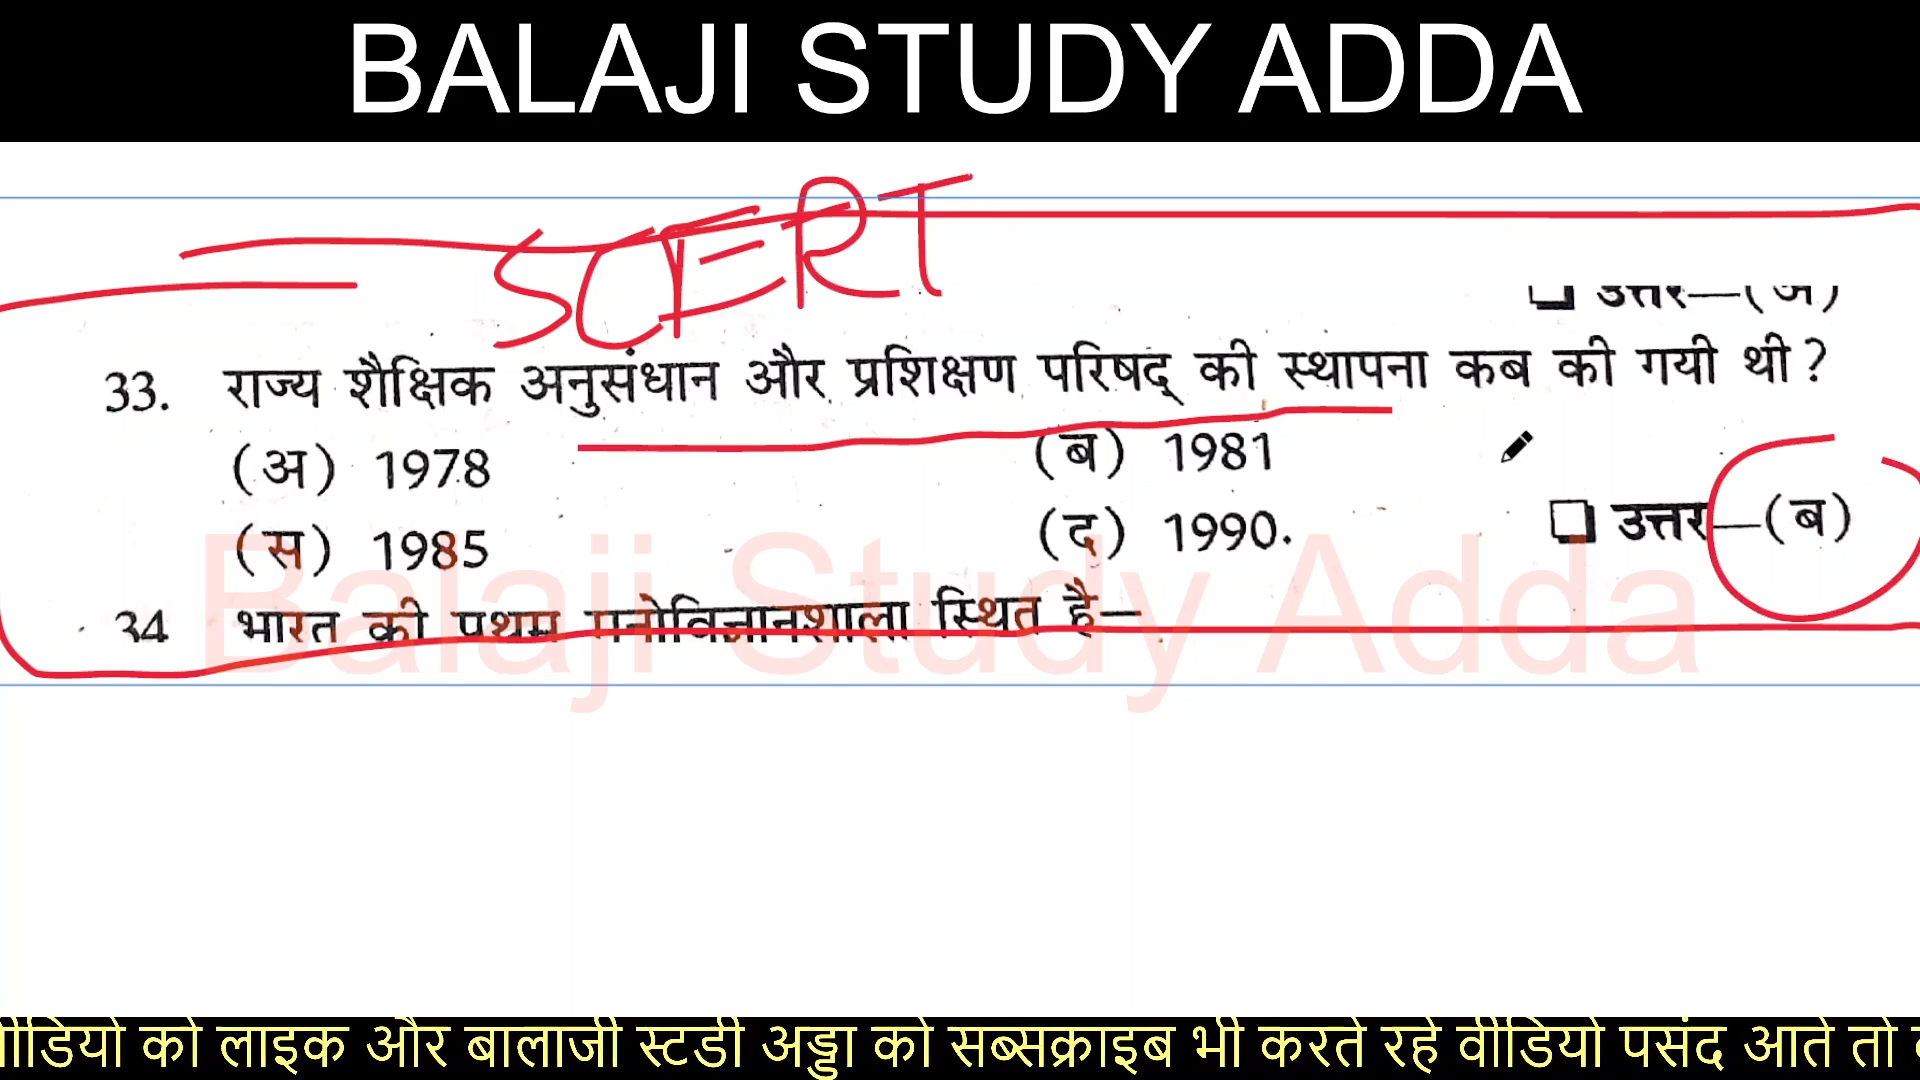 BALAJI STUDY ADDA
SCERT
उत्तर—(ज)
33. राज्य शैक्षिक अनुसंधान और प्रशिक्षण परिषद् की स्थापना कब की गयी थी?
(अ) 1978 (ब) 1981
(स) 1985 (द) 1990. उत्तर—(ब)
34 भारत की प्रथम मनोविज्ञानशाला स्थित है—
Balaji Study Adda
को लाइक और बालाजी स्टडी अड्डा को सब्सक्राइब भी करते रहे वीडियो पसंद आते तो